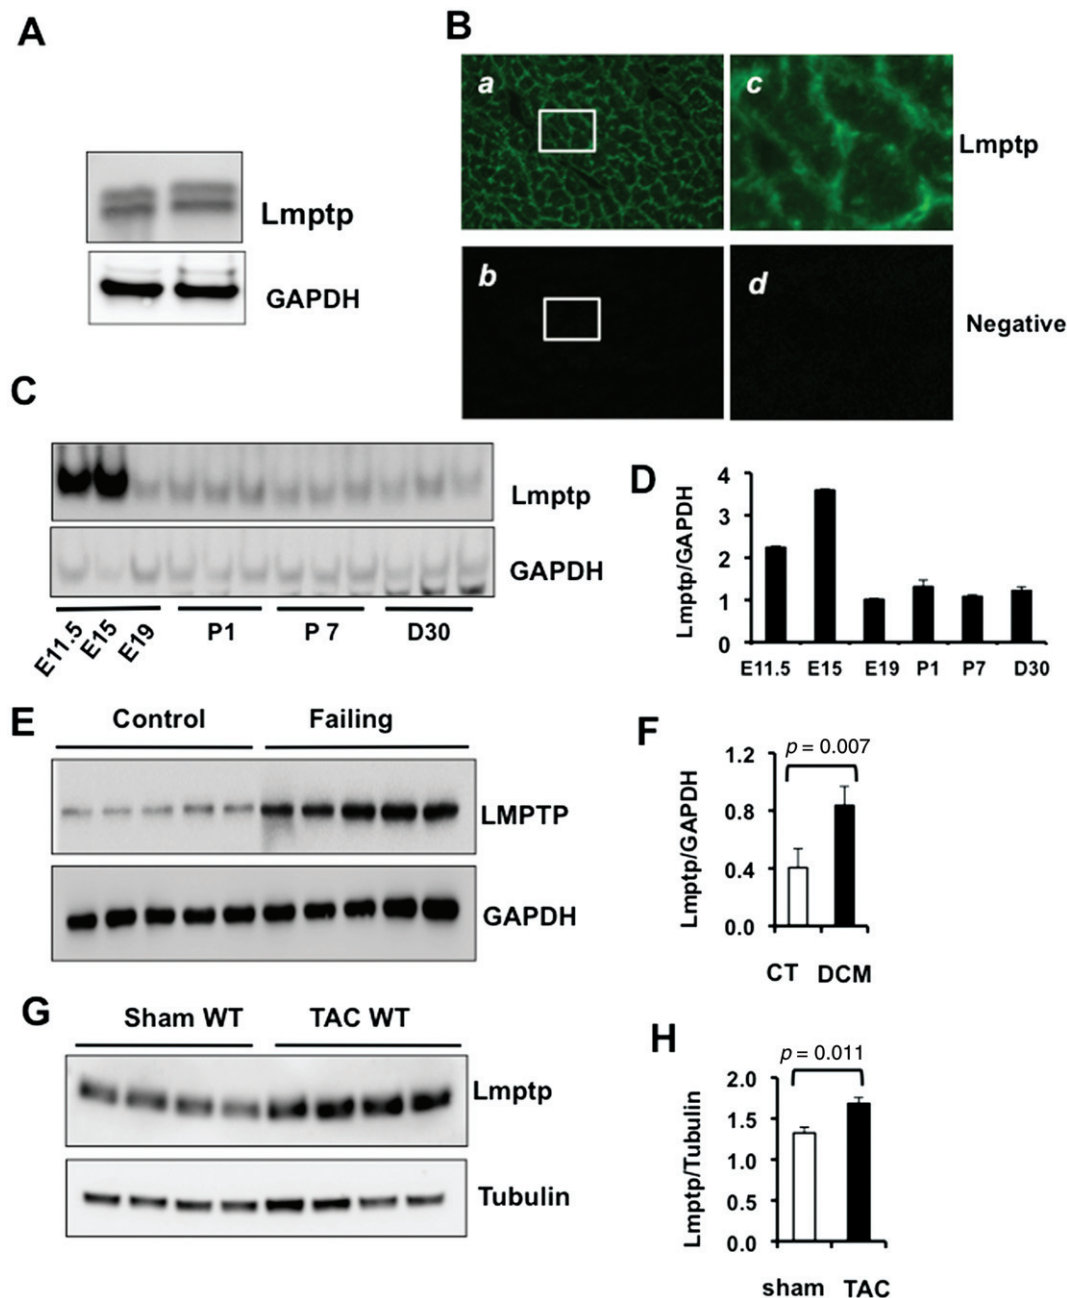 A
Lmptp
GAPDH
B
a
c
Lmptp
b
d
Negative
C
Lmptp
GAPDH
E11.5 E15 E19 P1 P 7 D30
D
Lmptp/GAPDH
4
3
2
1
0
E11.5 E15 E19 P1 P7 D30
E
Control Failing
LMPTP
GAPDH
F
p = 0.007
Lmptp/GAPDH
1.2
0.8
0.4
0.0
CT DCM
G
Sham WT TAC WT
Lmptp
Tubulin
H
p = 0.011
Lmptp/Tubulin
2.0
1.5
1.0
0.5
0.0
sham TAC